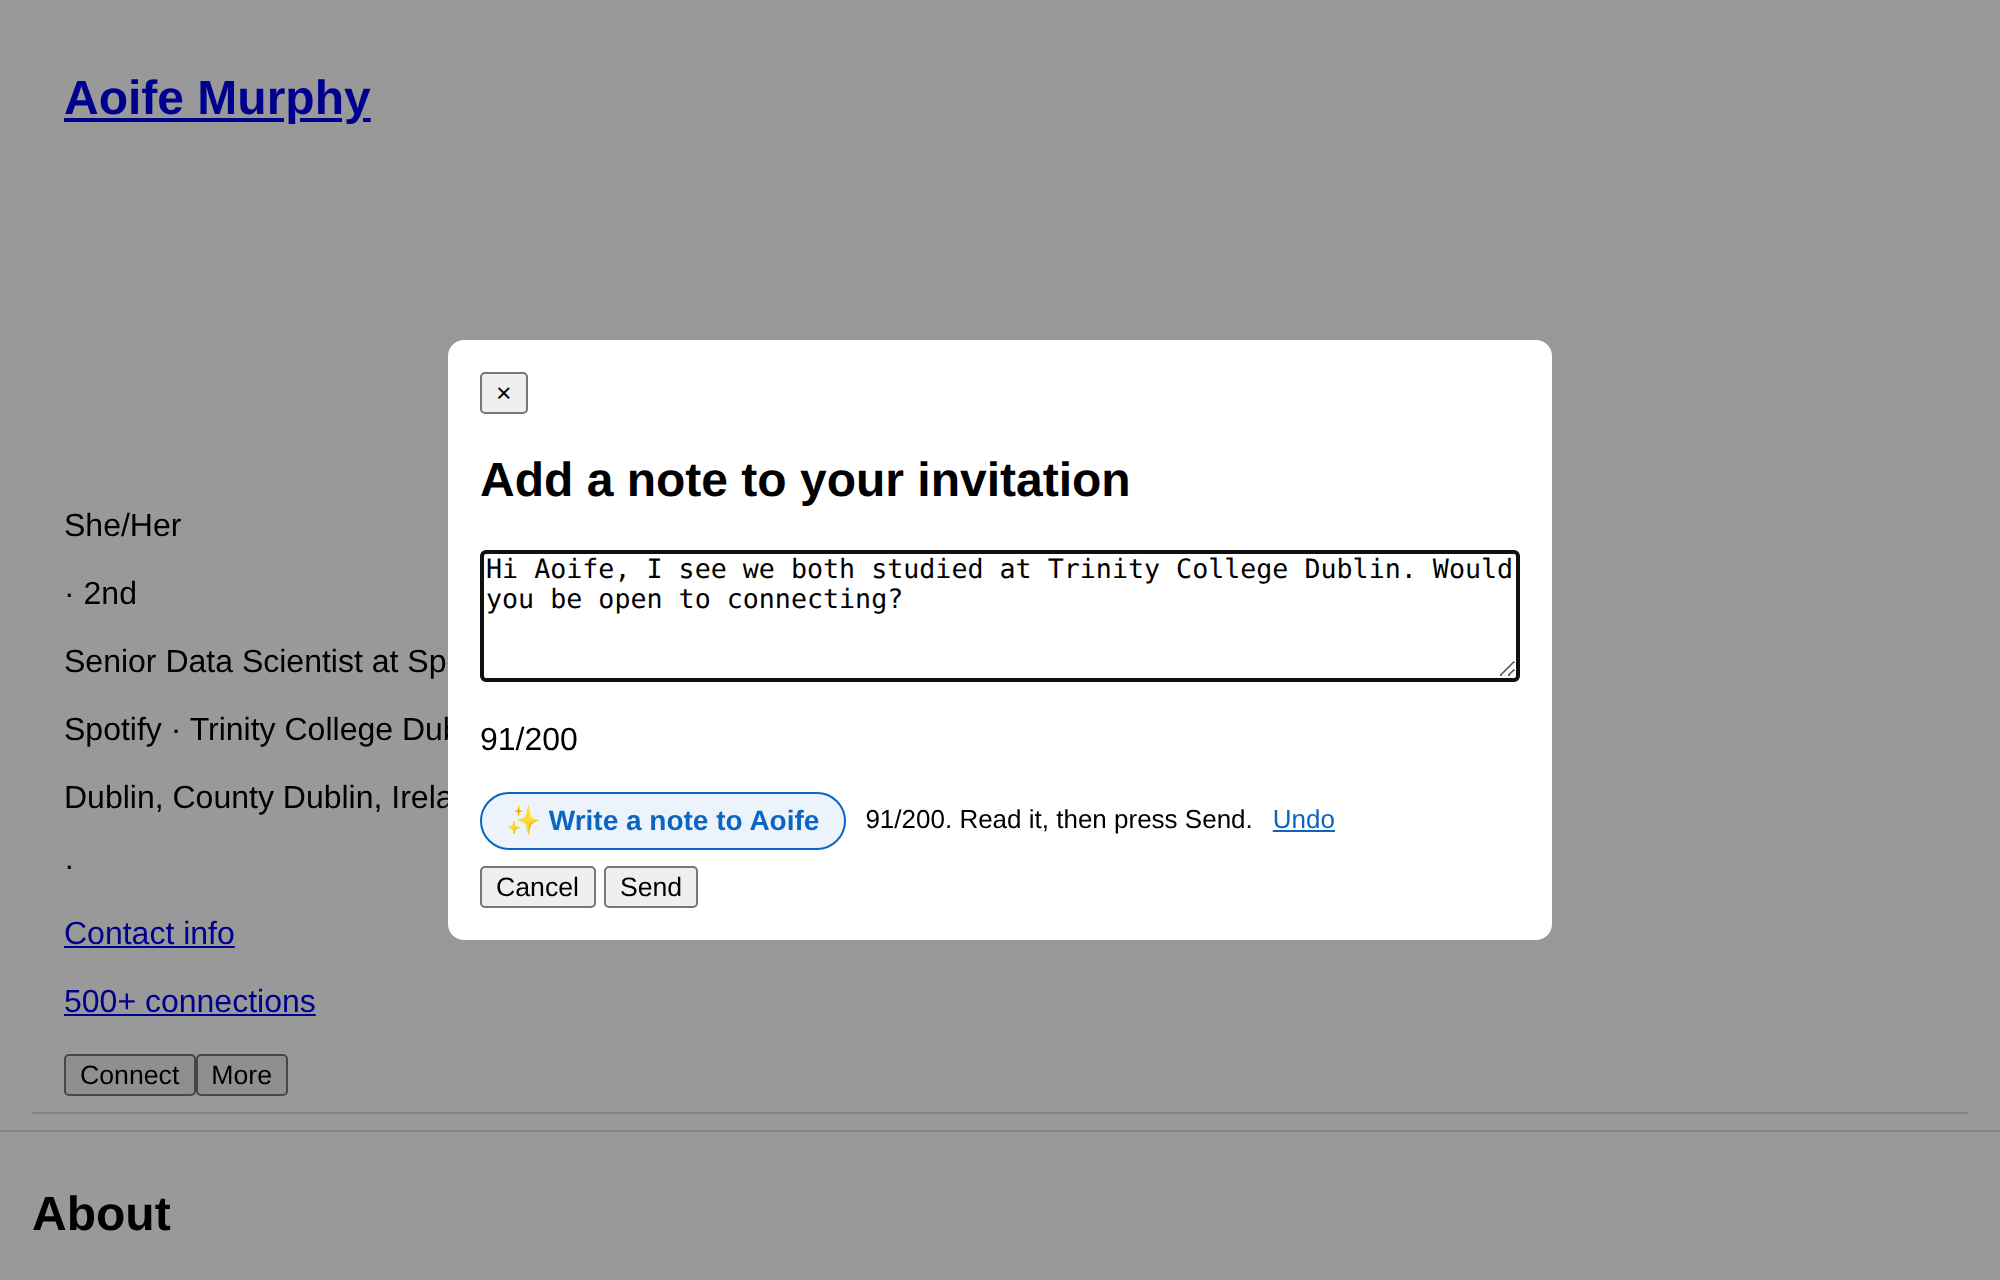 Aoife Murphy
She/Her
· 2nd
Senior Data Scientist at Sp
Spotify · Trinity College Dub
Dublin, County Dublin, Irela
·
Contact info
500+ connections
Connect More
About
×
Add a note to your invitation
Hi Aoife, I see we both studied at Trinity College Dublin. Would
you be open to connecting?
91/200
✨ Write a note to Aoife 91/200. Read it, then press Send. Undo
Cancel Send